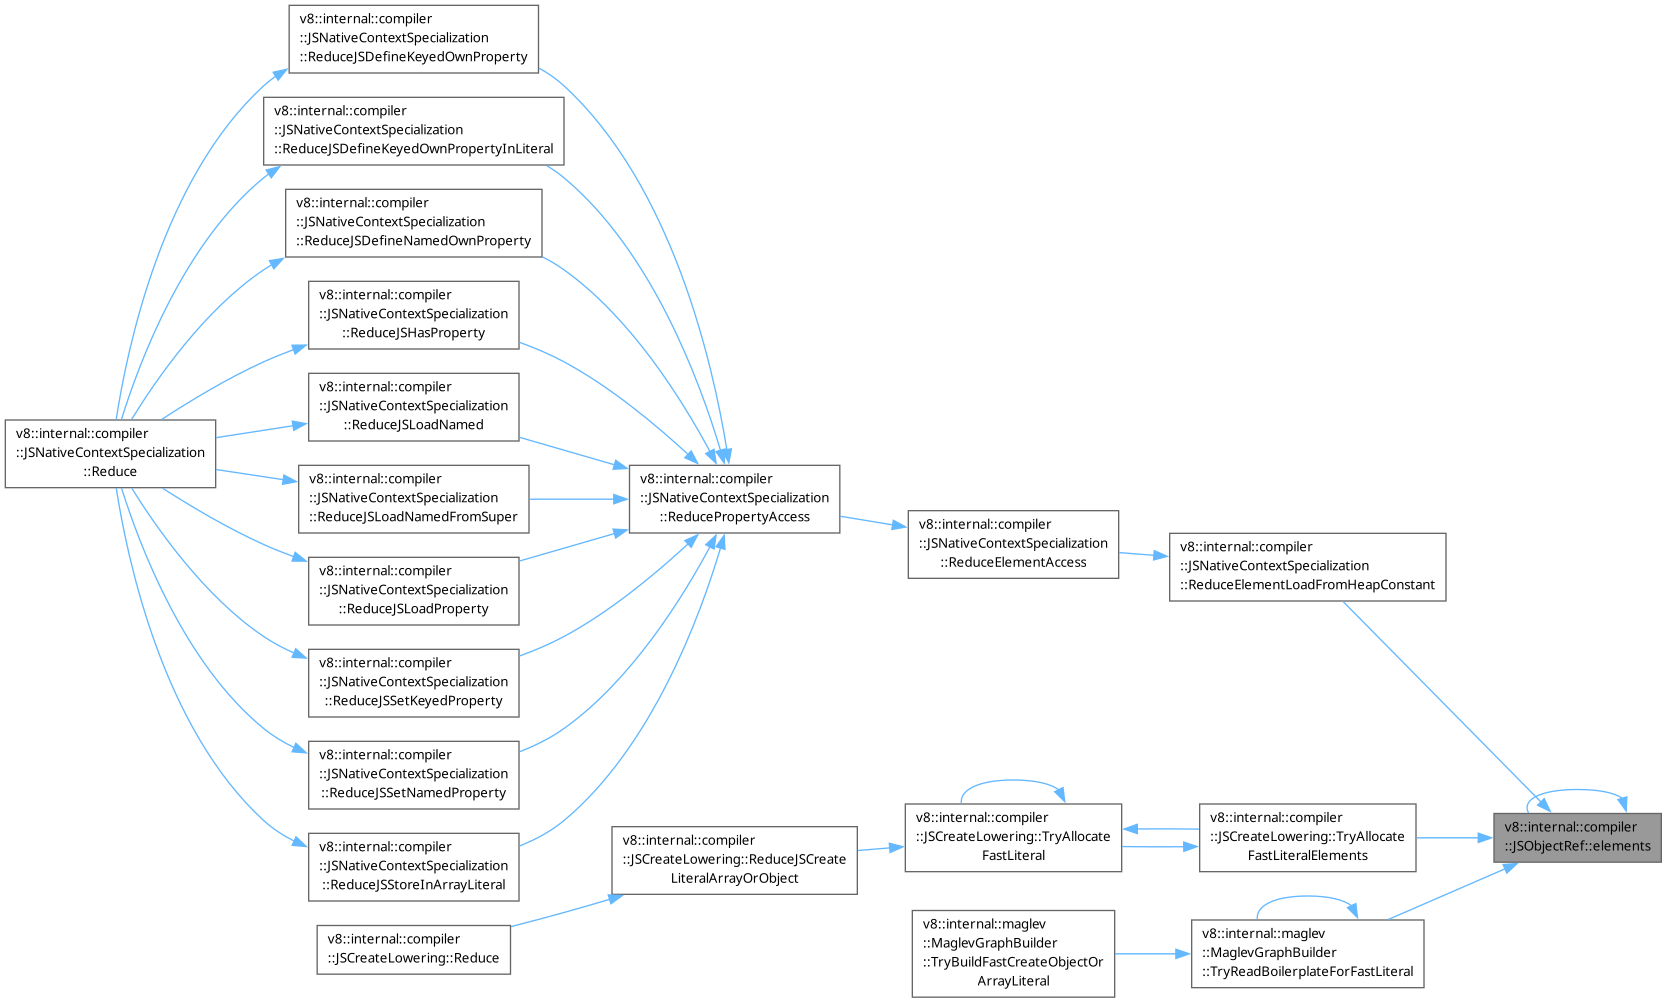 v8::internal::compiler
::JSNativeContextSpecialization
::ReduceJSDefineKeyedOwnProperty
v8::internal::compiler
::JSNativeContextSpecialization
::ReduceJSDefineKeyedOwnPropertyInLiteral
v8::internal::compiler
::JSNativeContextSpecialization
::ReduceJSDefineNamedOwnProperty
v8::internal::compiler
::JSNativeContextSpecialization
::ReduceJSHasProperty
v8::internal::compiler
::JSNativeContextSpecialization
::ReduceJSLoadNamed
v8::internal::compiler
::JSNativeContextSpecialization
::Reduce
v8::internal::compiler
::JSNativeContextSpecialization
::ReduceJSLoadNamedFromSuper
v8::internal::compiler
::JSNativeContextSpecialization
::ReducePropertyAccess
v8::internal::compiler
::JSNativeContextSpecialization
::ReduceElementAccess
v8::internal::compiler
::JSNativeContextSpecialization
::ReduceElementLoadFromHeapConstant
v8::internal::compiler
::JSNativeContextSpecialization
::ReduceJSLoadProperty
v8::internal::compiler
::JSNativeContextSpecialization
::ReduceJSSetKeyedProperty
v8::internal::compiler
::JSNativeContextSpecialization
::ReduceJSSetNamedProperty
v8::internal::compiler
::JSNativeContextSpecialization
::ReduceJSStoreInArrayLiteral
v8::internal::compiler
::JSCreateLowering::ReduceJSCreate
LiteralArrayOrObject
v8::internal::compiler
::JSCreateLowering::TryAllocate
FastLiteral
v8::internal::compiler
::JSCreateLowering::TryAllocate
FastLiteralElements
v8::internal::compiler
::JSObjectRef::elements
v8::internal::compiler
::JSCreateLowering::Reduce
v8::internal::maglev
::MaglevGraphBuilder
::TryBuildFastCreateObjectOr
ArrayLiteral
v8::internal::maglev
::MaglevGraphBuilder
::TryReadBoilerplateForFastLiteral